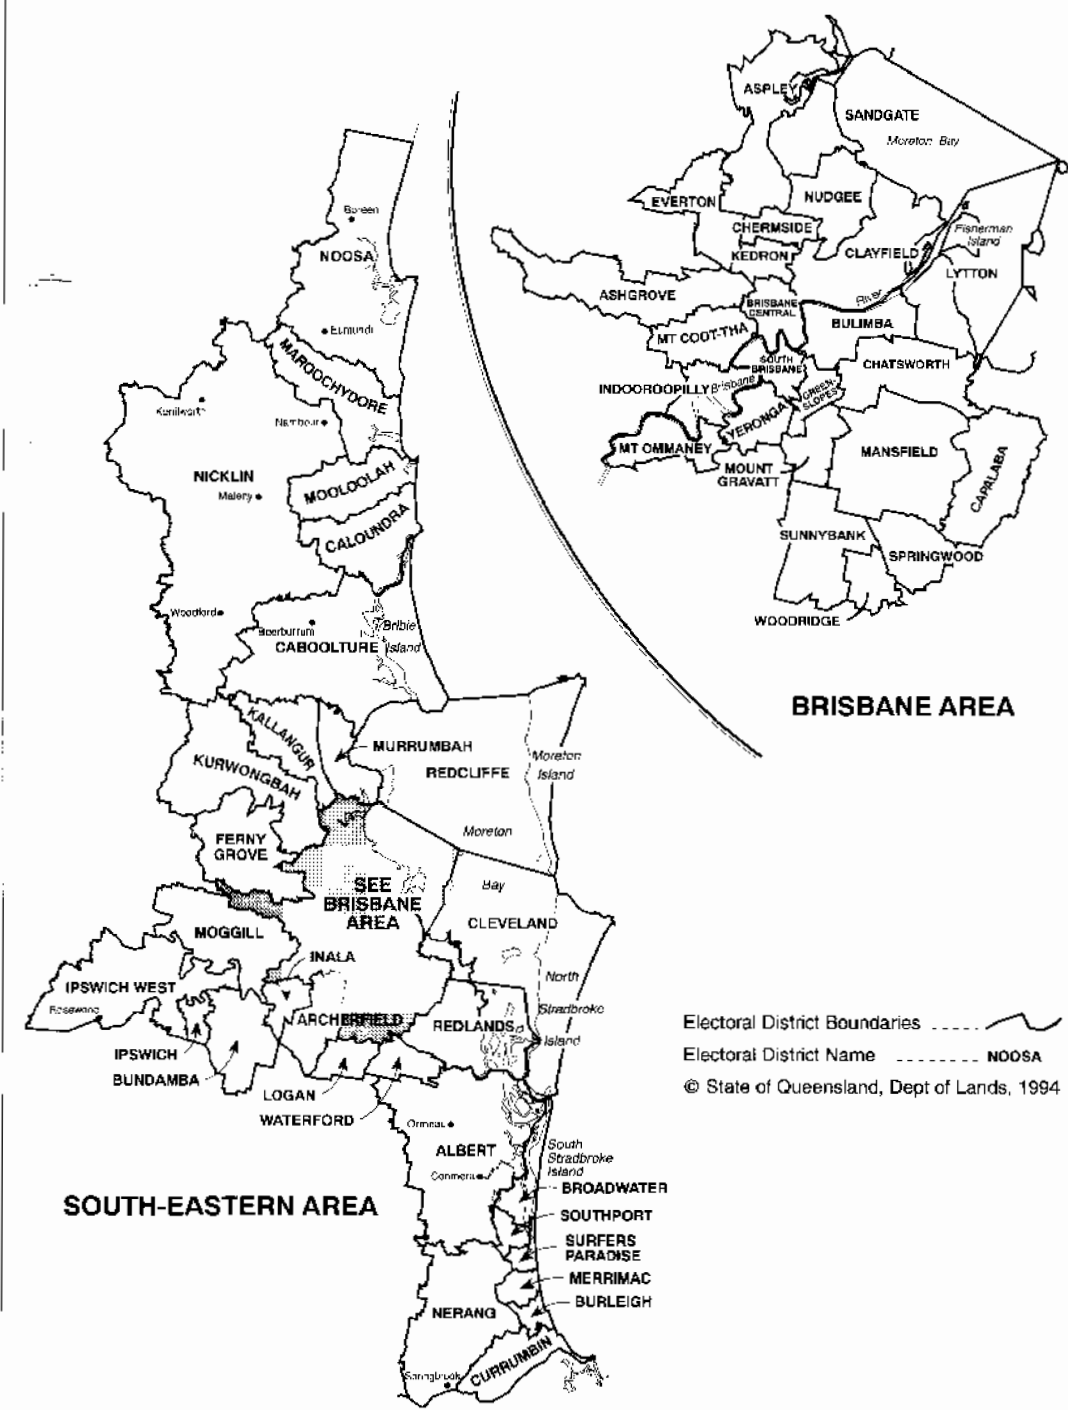 ASPLEY
SANDGATE
Moreton Bay
EVERTON
NUDGEE
CHERMSIDE
Fisherman
Island
KEDRON
CLAYFIELD
LYTTON
ASHGROVE
BRISBANE
CENTRAL
River
BULIMBA
MT COOT-THA
SOUTH
BRISBANE
CHATSWORTH
INDOOROOPILLY
Brisbane
GREEN-
SLOPES
YERONGA
MT OMMANEY
MANSFIELD
MOUNT
GRAVATT
CAPALABA
SUNNYBANK
SPRINGWOOD
WOODRIDGE
BRISBANE AREA
Boreen
NOOSA
Eumundi
MAROOCHYDORE
Kenilworth
Nambour
NICKLIN
Maleny
MOOLOOLAH
CALOUNDRA
Woodford
Beerburrum
CABOOLTURE
Bribie
Island
KALLANGUR
MURRUMBAH
REDCLIFFE
Moreton
Island
KURWONGBAH
Moreton
FERNY
GROVE
Bay
SEE
BRISBANE
AREA
CLEVELAND
MOGGILL
INALA
North
IPSWICH WEST
Rosewood
ARCHERFIELD
REDLANDS
Stradbroke
Island
IPSWICH
BUNDAMBA
LOGAN
WATERFORD
Ormeau
ALBERT
South
Stradbroke
Island
Coomera
BROADWATER
SOUTHPORT
SURFERS
PARADISE
MERRIMAC
BURLEIGH
NERANG
CURRUMBIN
Springbrook
SOUTH-EASTERN AREA
Electoral District Boundaries
Electoral District Name NOOSA
© State of Queensland, Dept of Lands, 1994